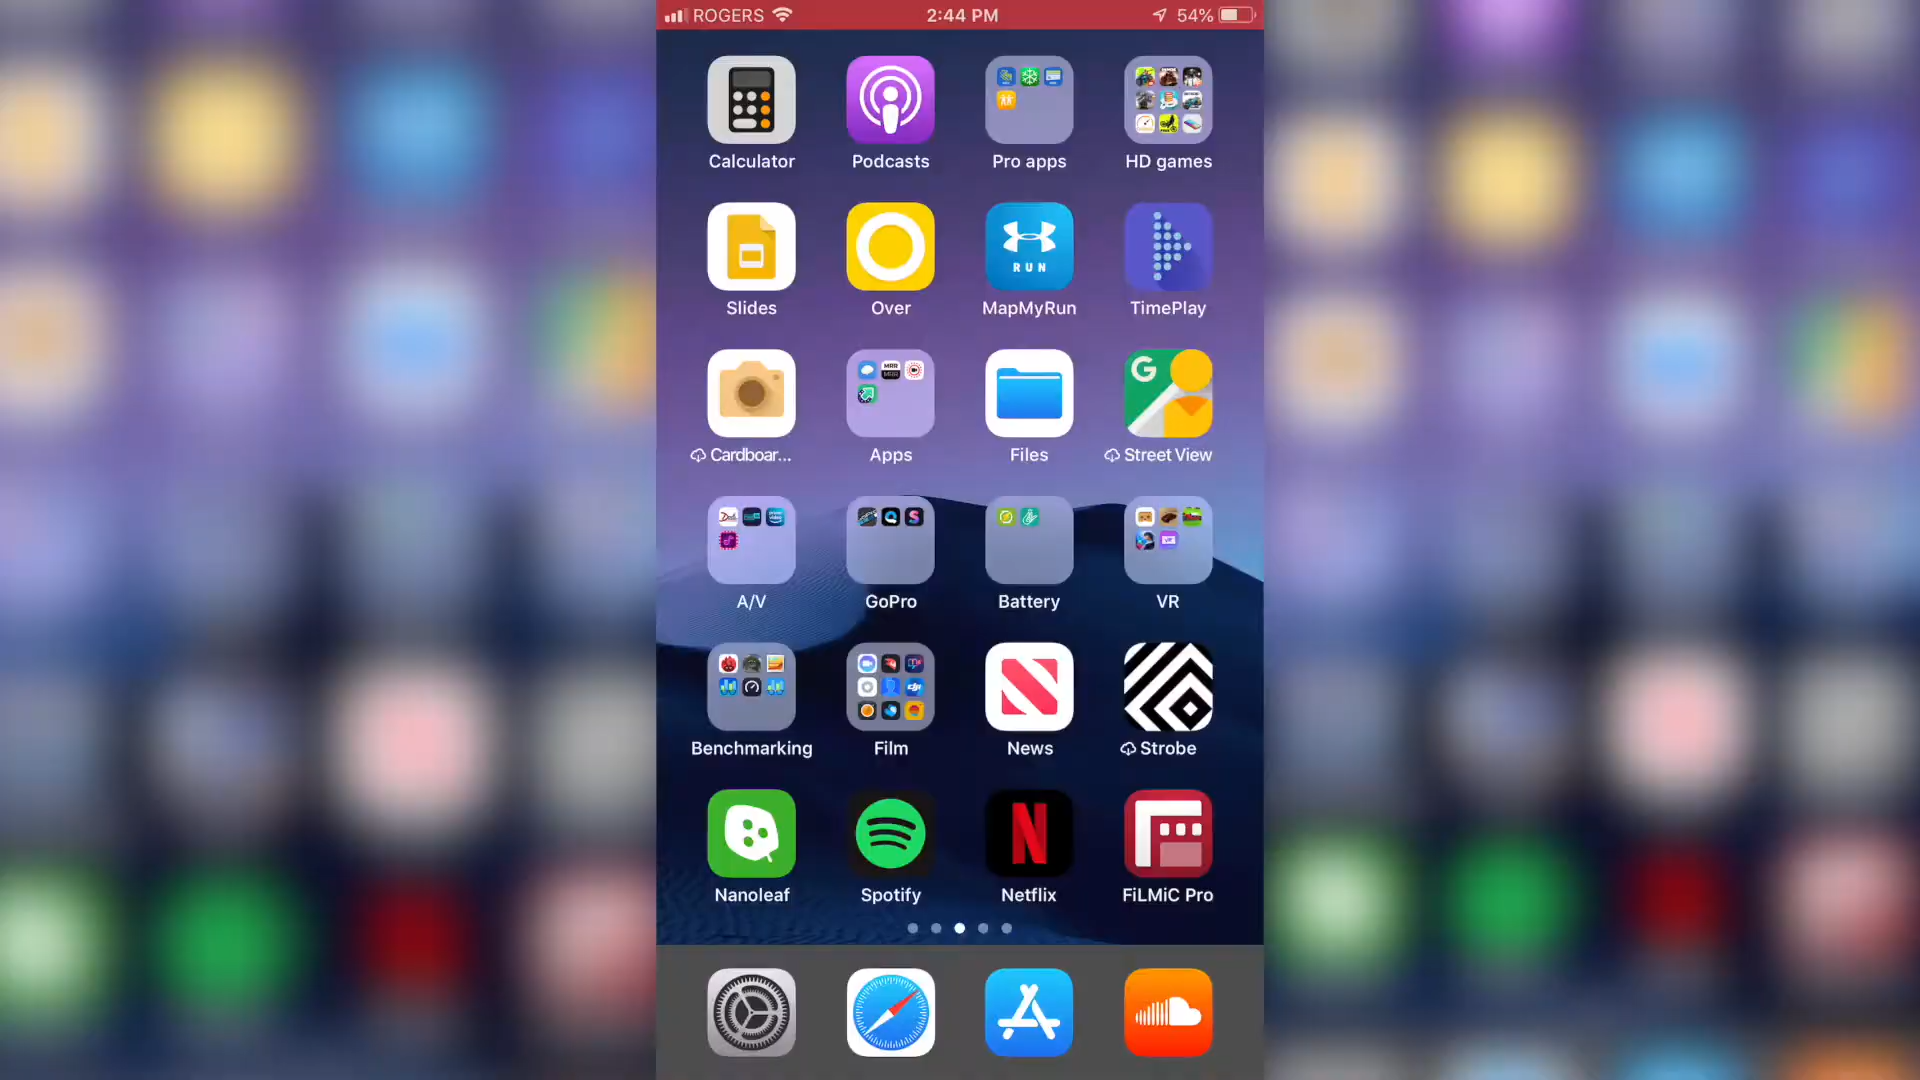 ROGERS 2:44 PM 54%
Calculator Podcasts Pro apps HD games
RUN
Slides Over MapMyRun TimePlay
G
Cardboar... Apps Files Street View
A/V GoPro Battery VR
Benchmarking Film News Strobe
Nanoleaf Spotify Netflix FiLMiC Pro